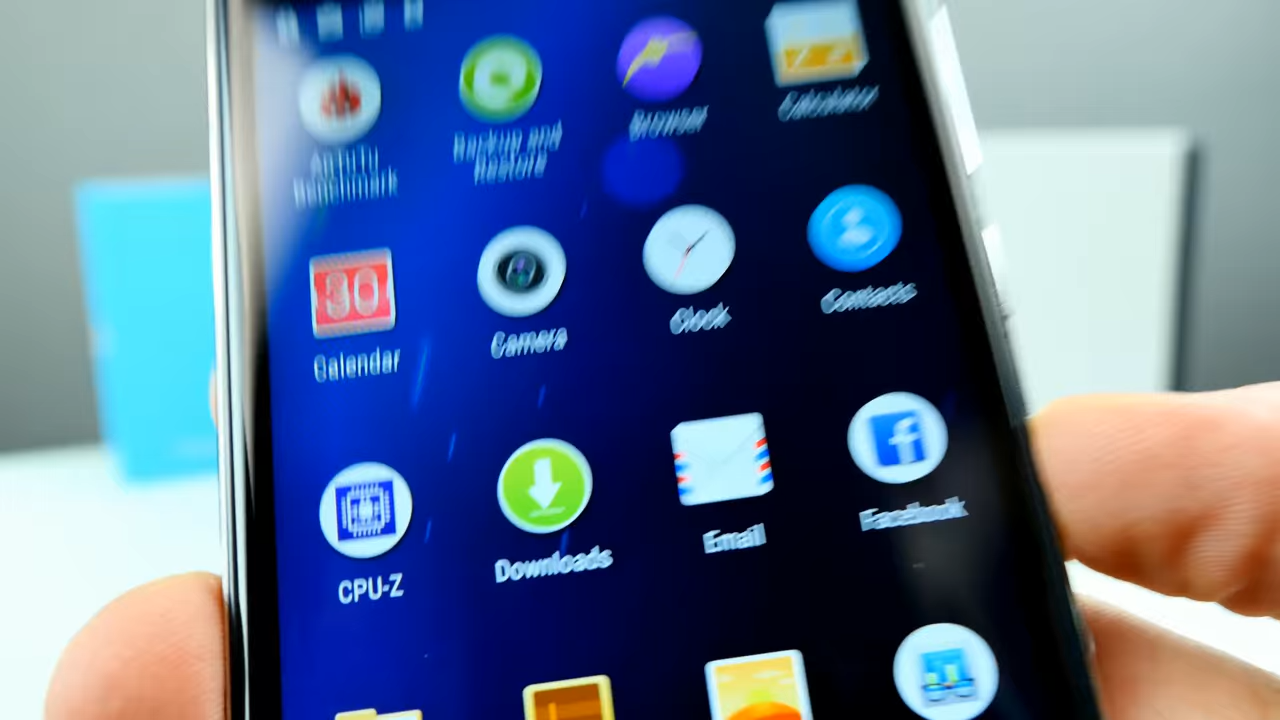 AnTuTu
Benchmark
Backup and
Restore
Browser
Calculator
30
Calendar
Camera
Clock
Contacts
CPU-Z
Downloads
Email
f
Facebook